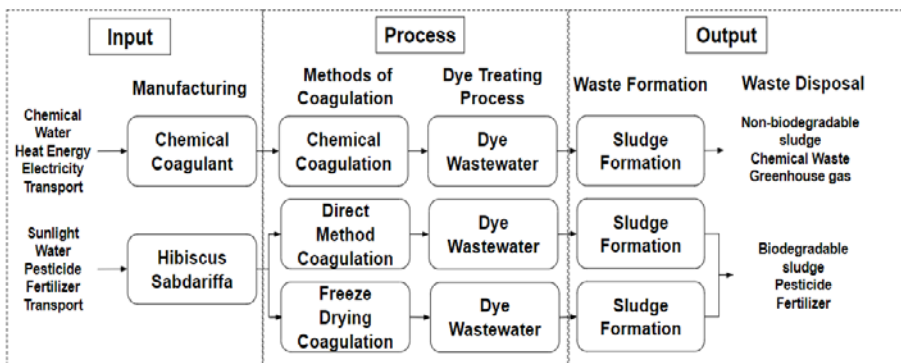 Input
Process
Output
Manufacturing
Methods of
Coagulation
Dye Treating
Process
Waste Formation
Waste Disposal
Chemical
Water
Heat Energy
Electricity
Transport
Chemical
Coagulant
Chemical
Coagulation
Dye
Wastewater
Sludge
Formation
Non-biodegradable
sludge
Chemical Waste
Greenhouse gas
Sunlight
Water
Pesticide
Fertilizer
Transport
Hibiscus
Sabdariffa
Direct
Method
Coagulation
Dye
Wastewater
Sludge
Formation
Freeze
Drying
Coagulation
Dye
Wastewater
Sludge
Formation
Biodegradable
sludge
Pesticide
Fertilizer